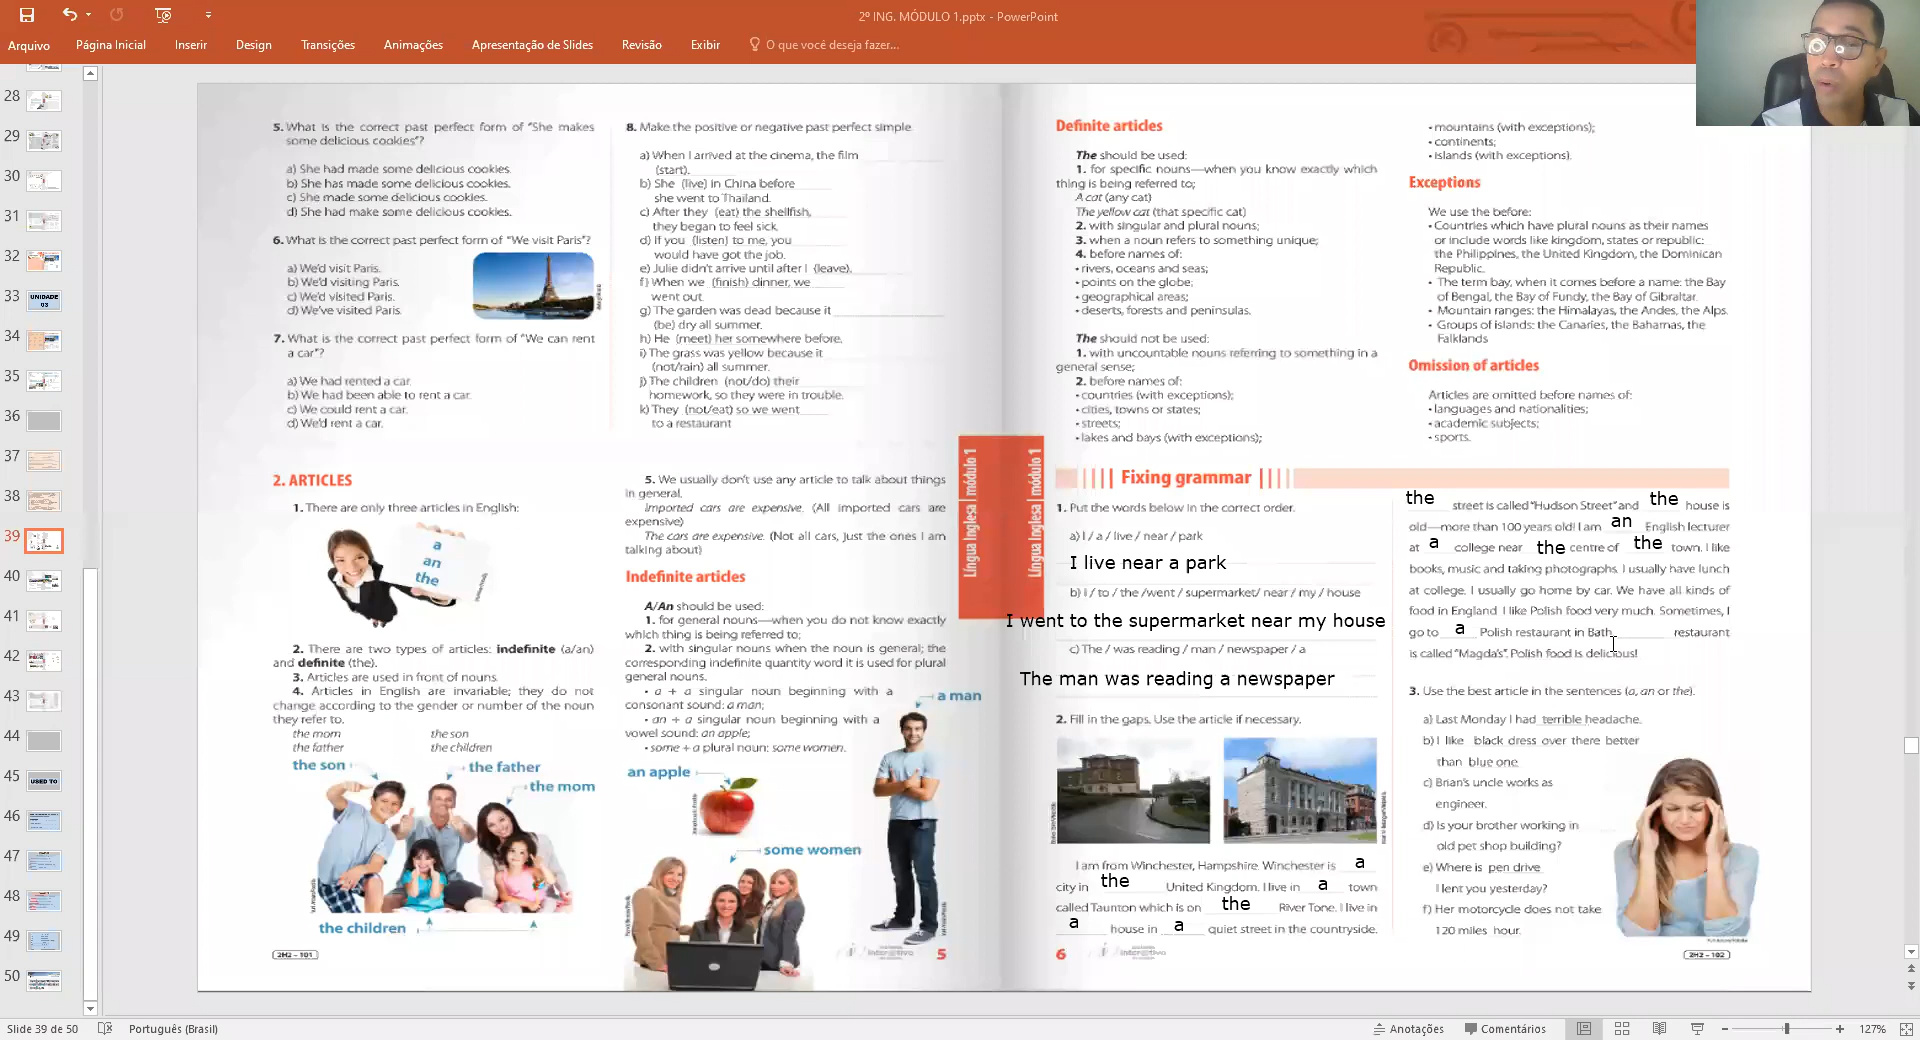 2º ING. MÓDULO 1.pptx - PowerPoint
Arquivo
Página Inicial
Inserir
Design
Transições
Animações
Apresentação de Slides
Revisão
Exibir
O que você deseja fazer...
28
29
30
31
32
33
UNIDADE
03
34
35
36
37
38
39
40
41
42
43
44
45
USED TO
46
47
48
49
50
5. What is the correct past perfect form of "She makes
some delicious cookies"?
a) She had made some delicious cookies.
b) She has made some delicious cookies.
c) She made some delicious cookies.
d) She had make some delicious cookies.
6. What is the correct past perfect form of "We visit Paris"?
a) We'd visit Paris.
b) We'd visiting Paris.
c) We'd visited Paris.
d) We've visited Paris.
7. What is the correct past perfect form of "We can rent
a car"?
a) We had rented a car.
b) We had been able to rent a car.
c) We could rent a car.
d) We'd rent a car.
8. Make the positive or negative past perfect simple.
a) When I arrived at the cinema, the film
(start).
b) She (live) in China before
she went to Thailand.
c) After they (eat) the shellfish,
they began to feel sick.
d) If you (listen) to me, you
would have got the job.
e) Julie didn't arrive until after I (leave).
f) When we (finish) dinner, we
went out.
g) The garden was dead because it
(be) dry all summer.
h) He (meet) her somewhere before.
i) The grass was yellow because it
(not/rain) all summer.
j) The children (not/do) their
homework, so they were in trouble.
k) They (not/eat) so we went
to a restaurant
2. ARTICLES
1. There are only three articles in English:
a
an
the
2. There are two types of articles: indefinite (a/an)
and definite (the).
3. Articles are used in front of nouns.
4. Articles in English are invariable; they do not
change according to the gender or number of the noun
they refer to.
the mom the son
the father the children
the son
the father
the mom
the children
2H2 – 101
5. We usually don't use any article to talk about things
in general.
Imported cars are expensive. (All imported cars are
expensive)
The cars are expensive. (Not all cars, just the ones I am
talking about)
Indefinite articles
A/An should be used:
1. for general nouns—when you do not know exactly
which thing is being referred to;
2. with singular nouns when the noun is general; the
corresponding indefinite quantity word it is used for plural
general nouns.
• a + a singular noun beginning with a
consonant sound: a man;
• an + a singular noun beginning with a
vowel sound: an apple;
• some + a plural noun: some women.
a man
an apple
some women
interativo
5
Língua Inglesa | módulo 1
Língua Inglesa | módulo 1
Definite articles
The should be used:
1. for specific nouns—when you know exactly which
thing is being referred to;
A cat (any cat)
The yellow cat (that specific cat)
2. with singular and plural nouns;
3. when a noun refers to something unique;
4. before names of:
• rivers, oceans and seas;
• points on the globe;
• geographical areas;
• deserts, forests and peninsulas.
The should not be used:
1. with uncountable nouns referring to something in a
general sense;
2. before names of:
• countries (with exceptions);
• cities, towns or states;
• streets;
• lakes and bays (with exceptions);
• mountains (with exceptions);
• continents;
• islands (with exceptions).
Exceptions
We use the before:
• Countries which have plural nouns as their names
or include words like kingdom, states or republic:
the Philippines, the United Kingdom, the Dominican
Republic.
• The term bay, when it comes before a name: the Bay
of Bengal, the Bay of Fundy, the Bay of Gibraltar.
• Mountain ranges: the Himalayas, the Andes, the Alps.
• Groups of islands: the Canaries, the Bahamas, the
Falklands
Omission of articles
Articles are omitted before names of:
• languages and nationalities;
• academic subjects;
• sports.
Fixing grammar
1. Put the words below in the correct order.
a) I / a / live / near / park
I live near a park
b) I / to / the /went / supermarket/ near / my / house
I went to the supermarket near my house
c) The / was reading / man / newspaper / a
The man was reading a newspaper
2. Fill in the gaps. Use the article if necessary.
I am from Winchester, Hampshire. Winchester is a
city in the United Kingdom. I live in a town
called Taunton which is on the River Tone. I live in
a house in a quiet street in the countryside.
6
interativo
the street is called "Hudson Street" and the house is
old—more than 100 years old! I am an English lecturer
at a college near the centre of the town. I like
books, music and taking photographs. I usually have lunch
at college. I usually go home by car. We have all kinds of
food in England. I like Polish food very much. Sometimes, I
go to a Polish restaurant in Bath. restaurant
is called "Magda's". Polish food is delicious!
3. Use the best article in the sentences (a, an or the).
a) Last Monday I had terrible headache.
b) I like black dress over there better
than blue one.
c) Brian's uncle works as
engineer.
d) Is your brother working in
old pet shop building?
e) Where is pen drive
I lent you yesterday?
f) Her motorcycle does not take
120 miles hour.
2H2 – 102
Slide 39 de 50
Português (Brasil)
Anotações
Comentários
127%